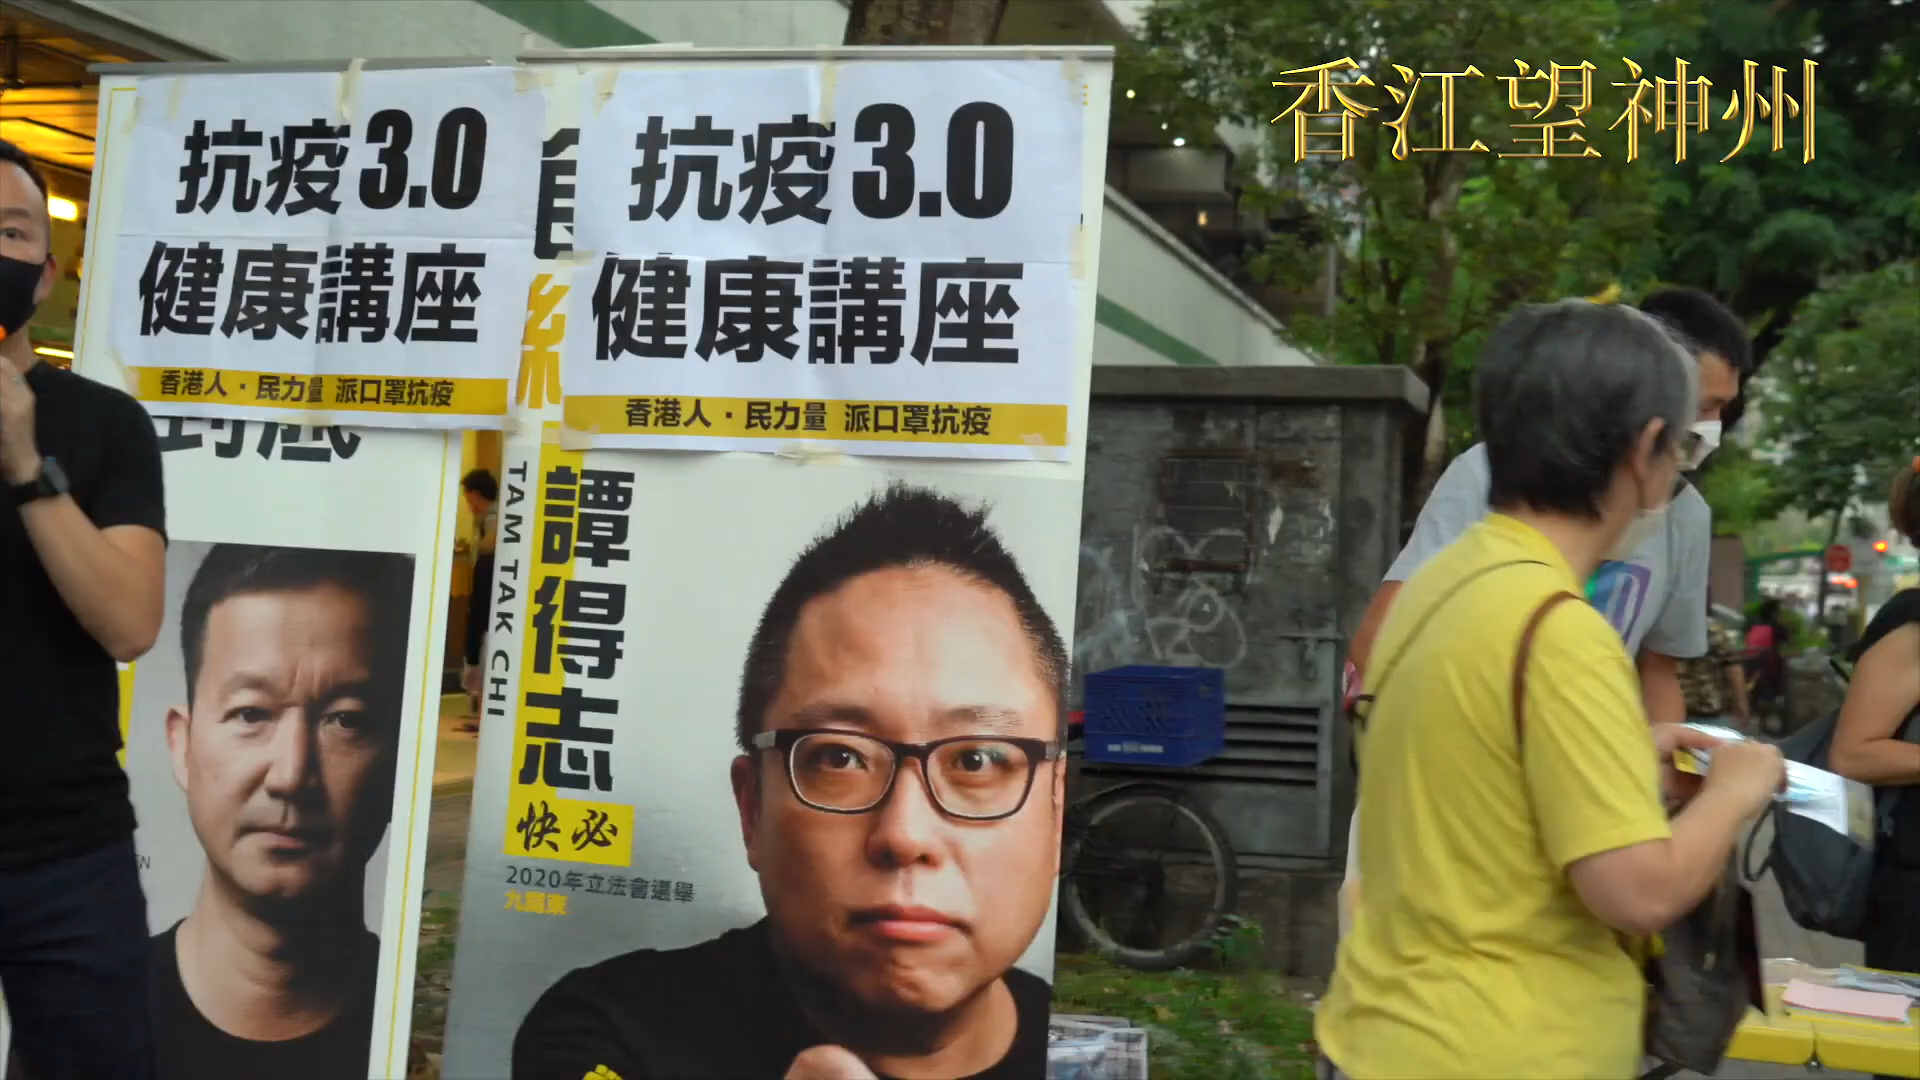 香江望神州
抗疫3.0
健康講座
香港人·民力量 派口罩抗疫
抗疫3.0
健康講座
香港人·民力量 派口罩抗疫
譚得志
TAM TAK CHI
快必
2020年立法會選舉
九龍東